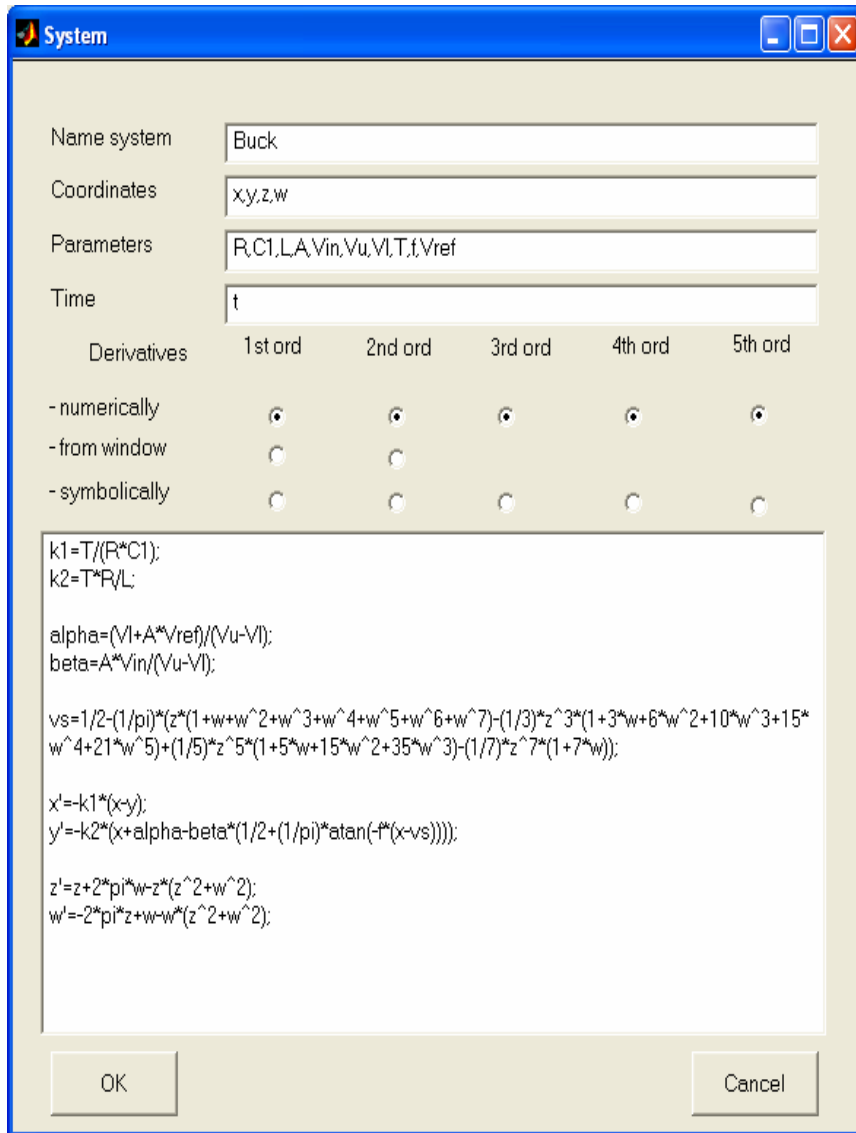 System
Name system
Buck
Coordinates
x,y,z,w
Parameters
R,C1,L,A,Vin,Vu,Vl,T,f,Vref
Time
t
Derivatives 1st ord 2nd ord 3rd ord 4th ord 5th ord
- numerically
- from window
- symbolically
k1=T/(R*C1);
k2=T*R/L;
alpha=(Vl+A*Vref)/(Vu-Vl);
beta=A*Vin/(Vu-Vl);
vs=1/2-(1/pi)*(z*(1+w+w^2+w^3+w^4+w^5+w^6+w^7)-(1/3)*z^3*(1+3*w+6*w^2+10*w^3+15*
w^4+21*w^5)+(1/5)*z^5*(1+5*w+15*w^2+35*w^3)-(1/7)*z^7*(1+7*w));
x'=-k1*(x-y);
y'=-k2*(x+alpha-beta*(1/2+(1/pi)*atan(-f*(x-vs))));
z'=z+2*pi*w-z*(z^2+w^2);
w'=-2*pi*z+w-w*(z^2+w^2);
OK Cancel